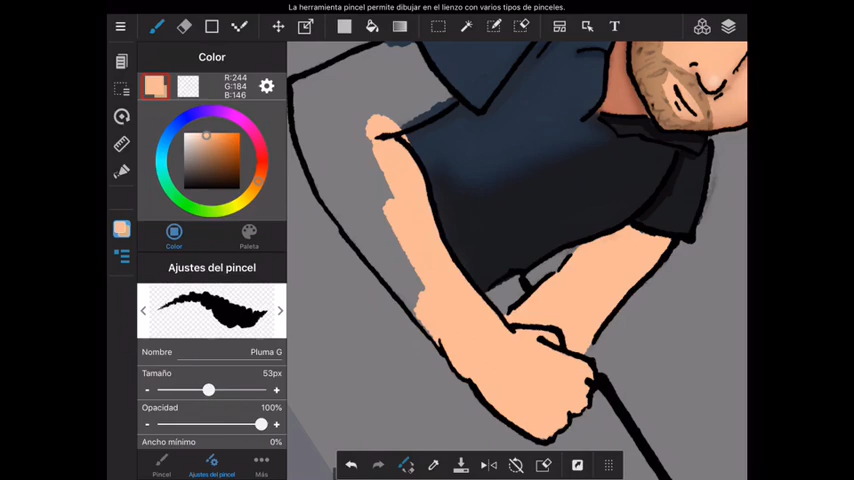 La herramienta pincel permite dibujar en el lienzo con varios tipos de pinceles.
T
Color
R:244
G:184
B:146
Color
Paleta
Ajustes del pincel
Nombre
Pluma G
Tamaño
53px
-
+
Opacidad
100%
-
+
Ancho mínimo
0%
Pincel
Ajustes del pincel
Más